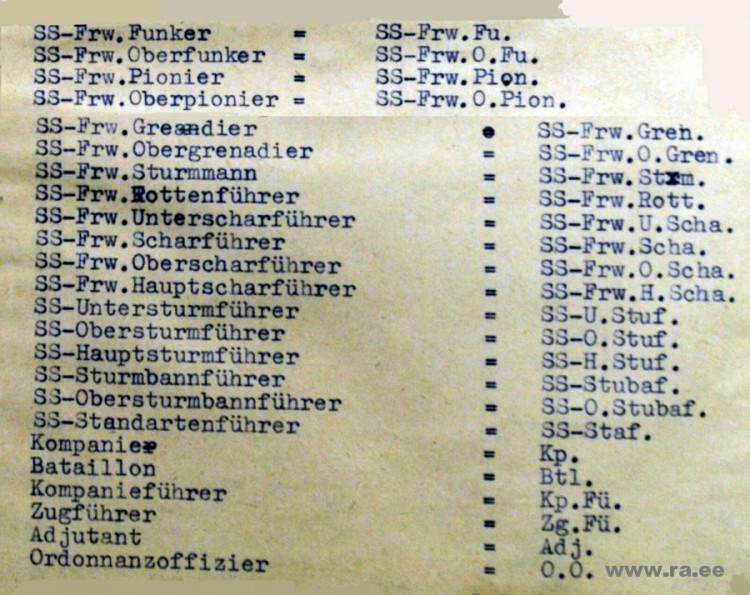 SS-Frw.Funker = SS-Frw.Fu.
SS-Frw.Oberfunker = SS-Frw.O.Fu.
SS-Frw.Pionier = SS-Frw.Pion.
SS-Frw.Oberpionier = SS-Frw.O.Pion.
SS-Frw.Greandier = SS-Frw.Gren.
SS-Frw.Obergrenadier = SS-Frw.O.Gren.
SS-Frw.Sturmmann = SS-Frw.Strm.
SS-Frw.Rottenführer = SS-Frw.Rott.
SS-Frw.Unterscharführer = SS-Frw.U.Scha.
SS-Frw.Scharführer = SS-Frw.Scha.
SS-Frw.Oberscharführer = SS-Frw.O.Scha.
SS-Frw.Hauptscharführer = SS-Frw.H.Scha.
SS-Untersturmführer = SS-U.Stuf.
SS-Obersturmführer = SS-O.Stuf.
SS-Hauptsturmführer = SS-H.Stuf.
SS-Sturmbannführer = SS-Stubaf.
SS-Obersturmbannführer = SS-O.Stubaf.
SS-Standartenführer = SS-Staf.
Kompanie = Kp.
Bataillon = Btl.
Kompanieführer = Kp.Fü.
Zugführer = Zg.Fü.
Adjutant = Adj.
Ordonnanzoffizier = O.O. www.ra.ee